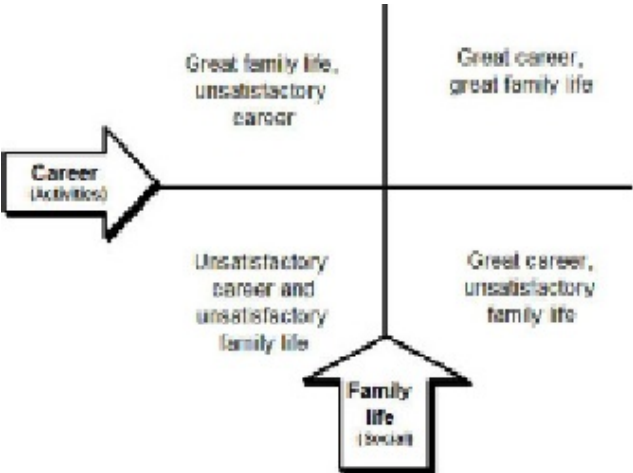 Great family life,
unsatisfactory
career
Great career,
great family life
Career
(Activities)
Unsatisfactory
career and
unsatisfactory
family life
Great career,
unsatisfactory
family life
Family
life
(Social)